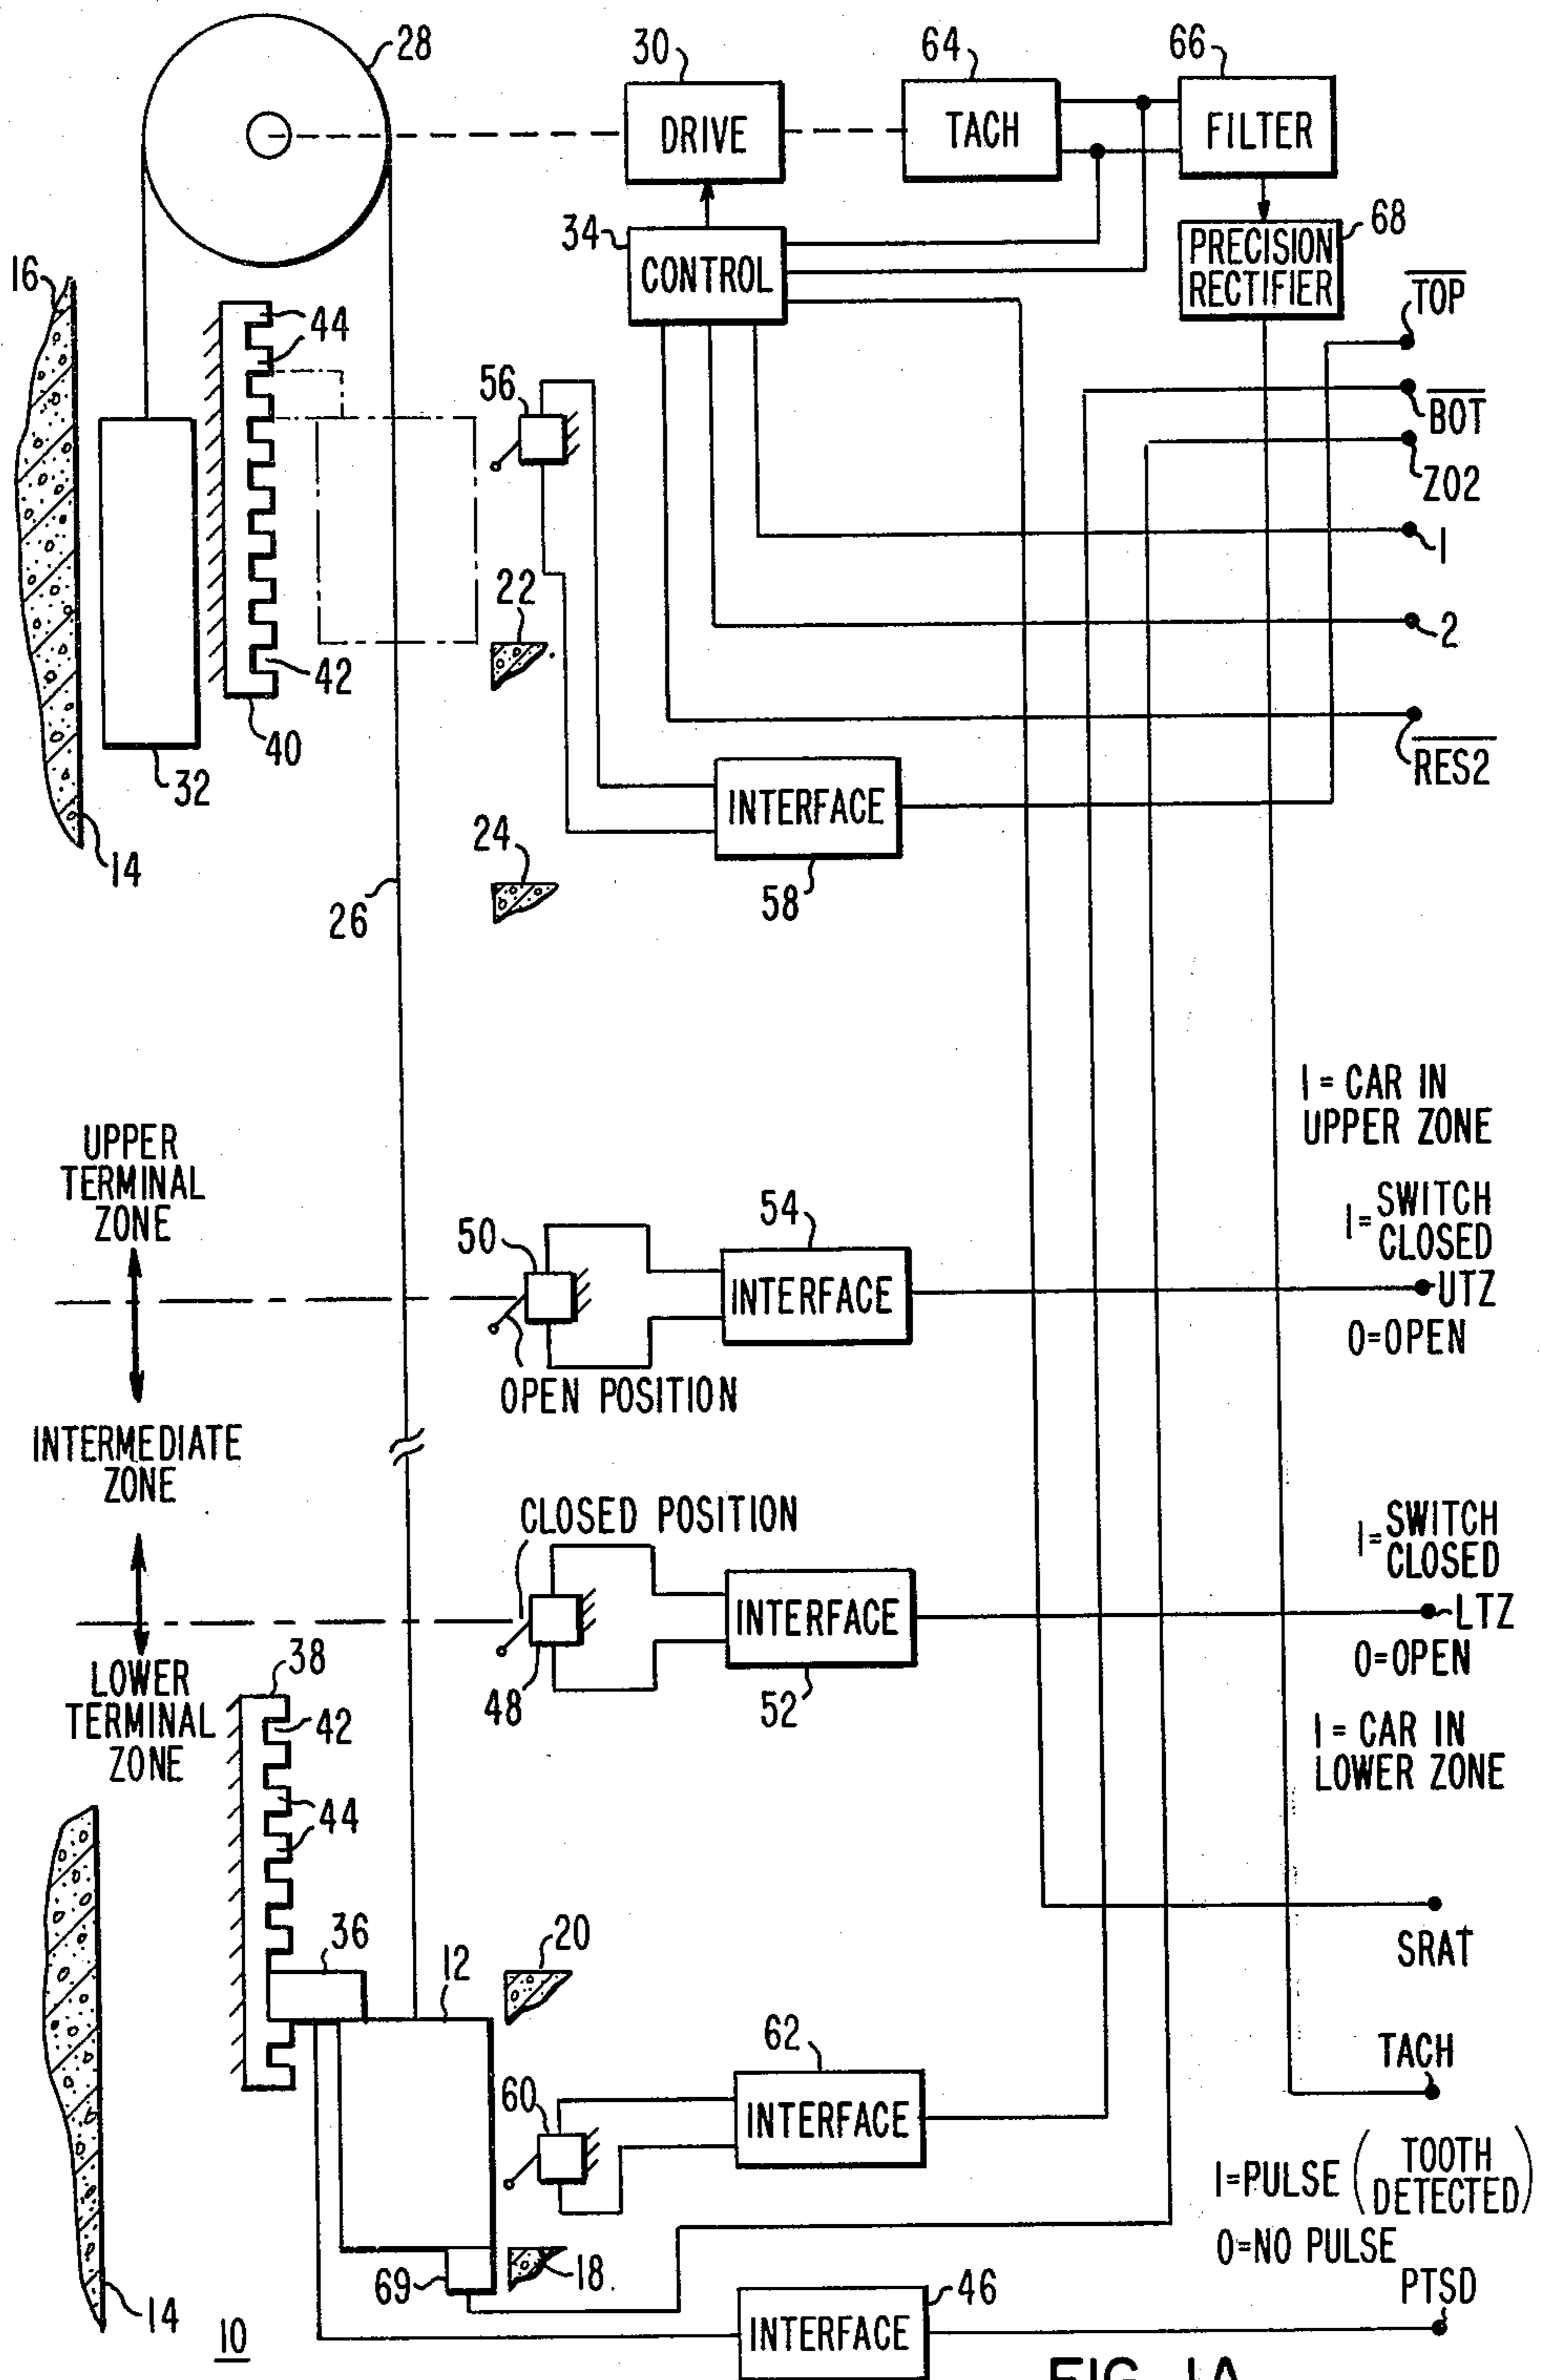 28
30
64
66
DRIVE
TACH
FILTER
34
CONTROL
68
PRECISION
RECTIFIER
16
44
TOP
56
BOT
Z02
1
22
2
42
40
32
RES2
INTERFACE
14
24
26
58
1 = CAR IN
UPPER ZONE
UPPER
TERMINAL
ZONE
1= SWITCH
CLOSED
54
50
INTERFACE
UTZ
0=OPEN
OPEN POSITION
INTERMEDIATE
ZONE
CLOSED POSITION
1= SWITCH
CLOSED
INTERFACE
LTZ
0=OPEN
48
52
LOWER
TERMINAL
ZONE
38
42
1 = CAR IN
LOWER ZONE
44
36
12
20
SRAT
62
TACH
60
INTERFACE
1=PULSE (TOOTH
DETECTED)
0=NO PULSE
69
18
46
PTSD
14
10
INTERFACE
FIG. 1A